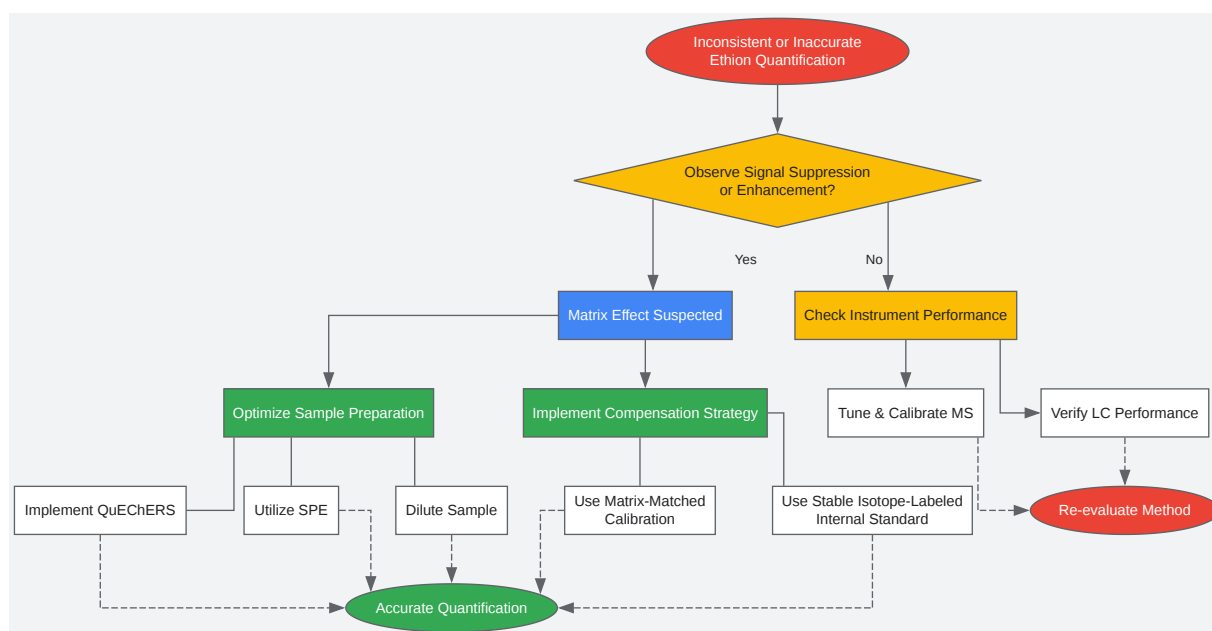 Inconsistent or Inaccurate
Ethion Quantification
Observe Signal Suppression
or Enhancement?
Yes
No
Matrix Effect Suspected
Check Instrument Performance
Optimize Sample Preparation
Implement Compensation Strategy
Tune & Calibrate MS
Verify LC Performance
Implement QuEChERS
Utilize SPE
Dilute Sample
Use Matrix-Matched
Calibration
Use Stable Isotope-Labeled
Internal Standard
Re-evaluate Method
Accurate Quantification